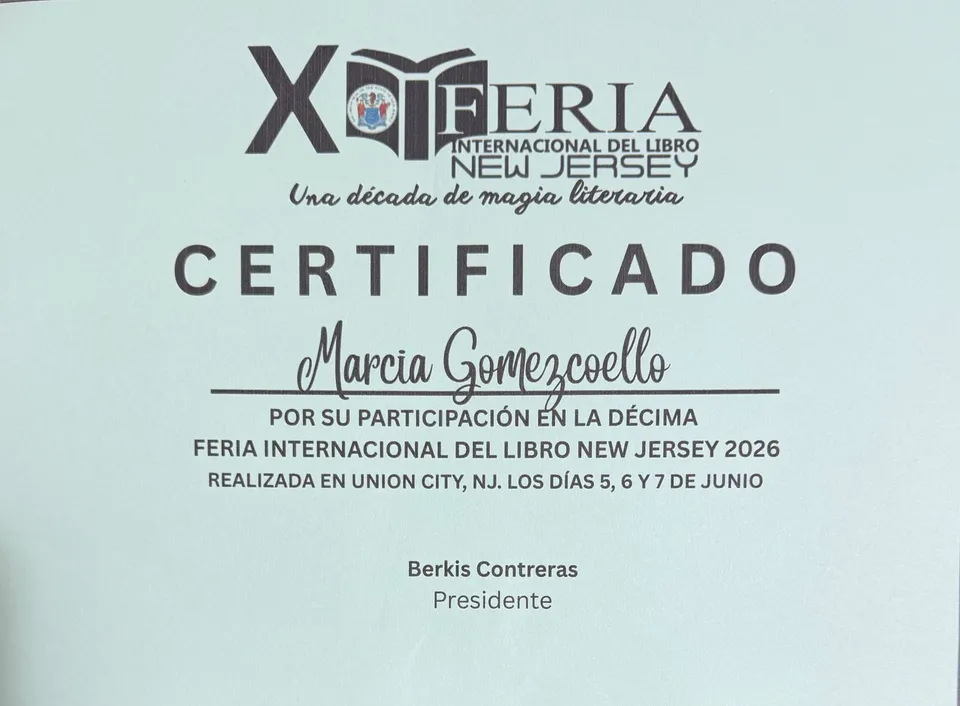 X FERIA
INTERNACIONAL DEL LIBRO
NEW JERSEY
Una década de magia literaria
CERTIFICADO
Marcia Gomezcoello
POR SU PARTICIPACIÓN EN LA DÉCIMA
FERIA INTERNACIONAL DEL LIBRO NEW JERSEY 2026
REALIZADA EN UNION CITY, NJ. LOS DÍAS 5, 6 Y 7 DE JUNIO
Berkis Contreras
Presidente